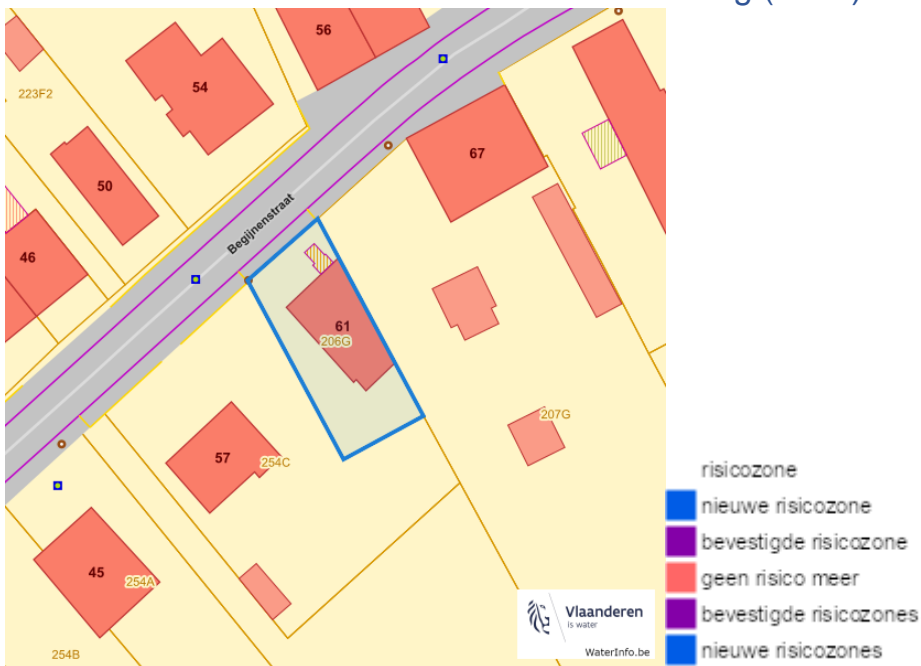 56
54
223F2
50
67
46
Begijnenstraat
61
206G
207G
57
254C
45
254A
254B
Vlaanderen
is water
WaterInfo.be
risicozone
nieuwe risicozone
bevestigde risicozone
geen risico meer
bevestigde risicozones
nieuwe risicozones